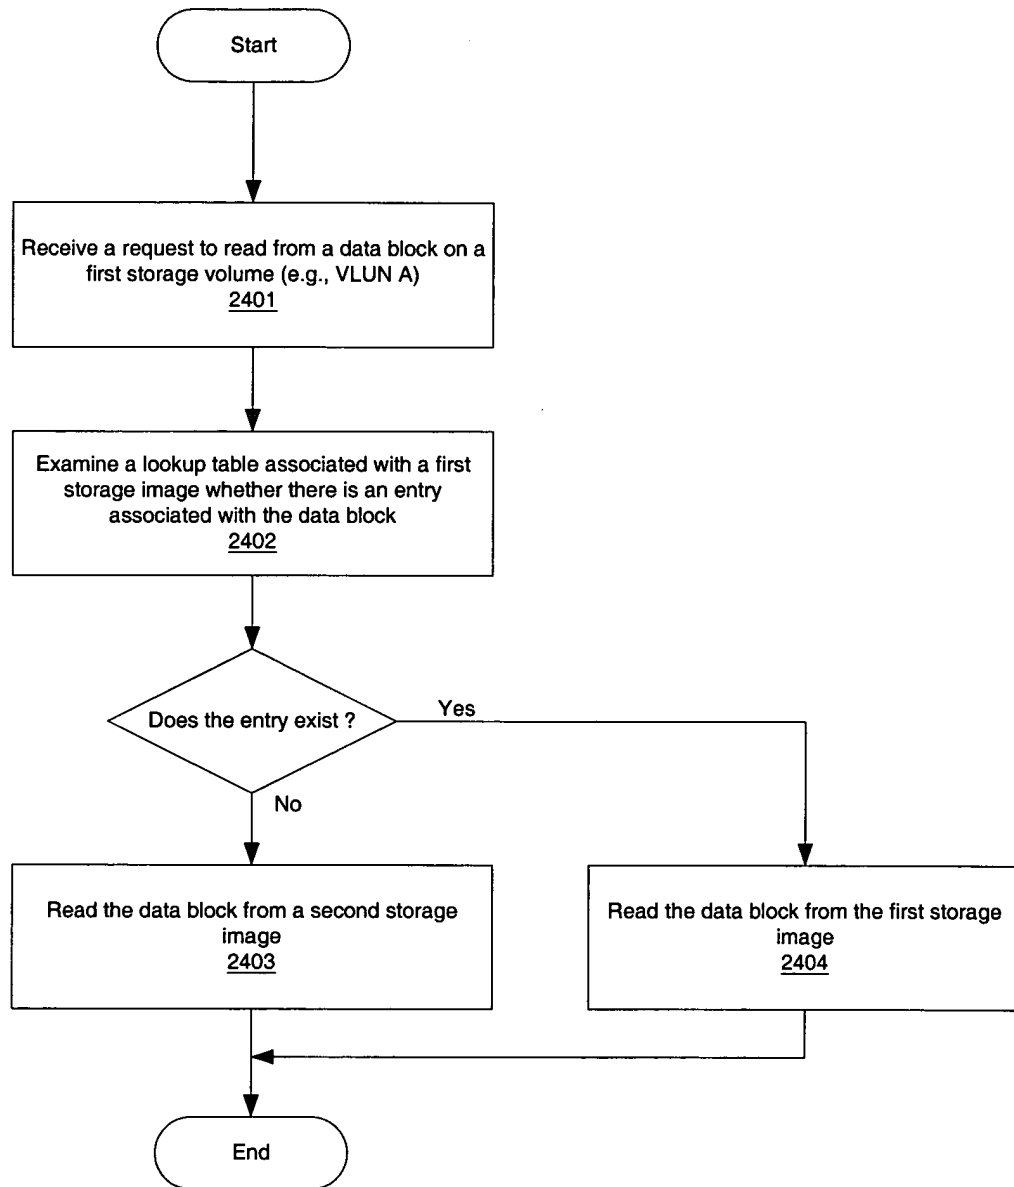 Start
Receive a request to read from a data block on a
first storage volume (e.g., VLUN A)
2401
Examine a lookup table associated with a first
storage image whether there is an entry
associated with the data block
2402
Does the entry exist ?
Yes
No
Read the data block from a second storage
image
2403
Read the data block from the first storage
image
2404
End